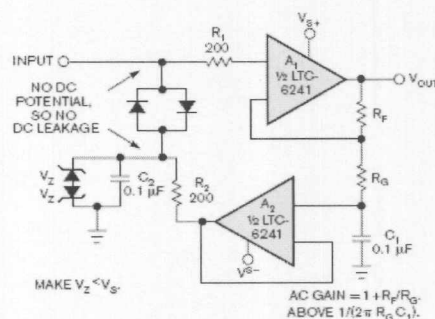 INPUT
R1
200
VS+
A1
½ LTC-
6241
VOUT
NO DC
POTENTIAL,
SO NO
DC LEAKAGE
RF
RG
VZ
VZ
C2
0.1 µF
R2
200
A2
½ LTC-
6241
VS–
C1
0.1 µF
MAKE VZ<VS.
AC GAIN = 1+RF/RG.
ABOVE 1/(2π RG C1).